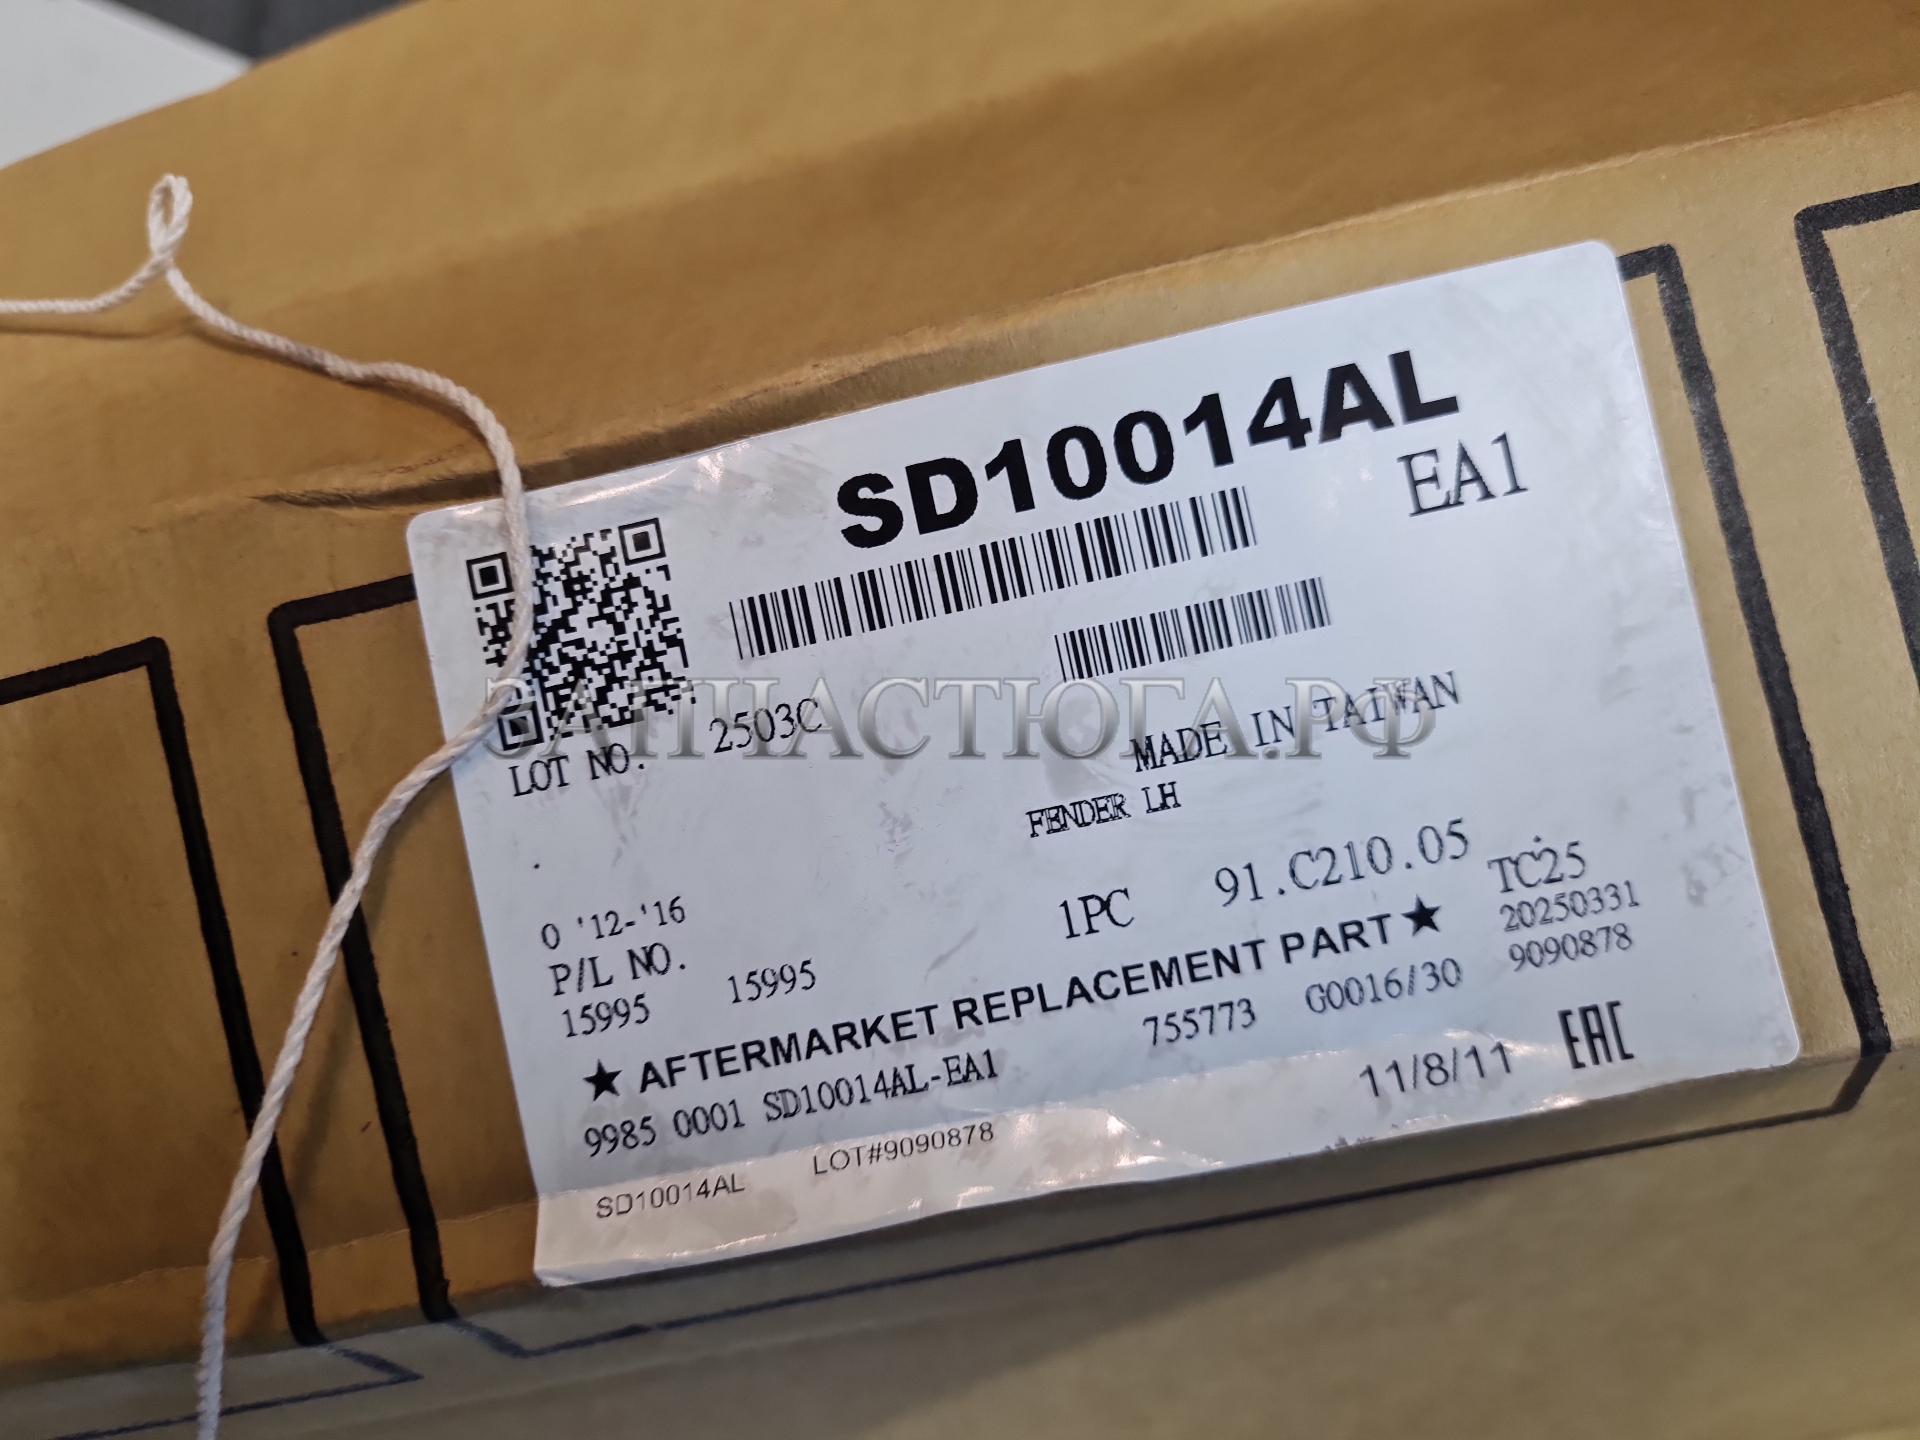 SD10014AL
EA1
LOT NO. 2503C
MADE IN TAIWAN
FENDER LH
.
O '12-'16
1PC 91.C210.05 TC25
P/L NO.
15995 15995
20250331
★ AFTERMARKET REPLACEMENT PART ★
9985 0001 SD10014AL-EA1 755773 G0016/30 9090878
11/8/11 EAC
SD10014AL LOT#9090878
ЗАПЧАСТЮГА.РФ